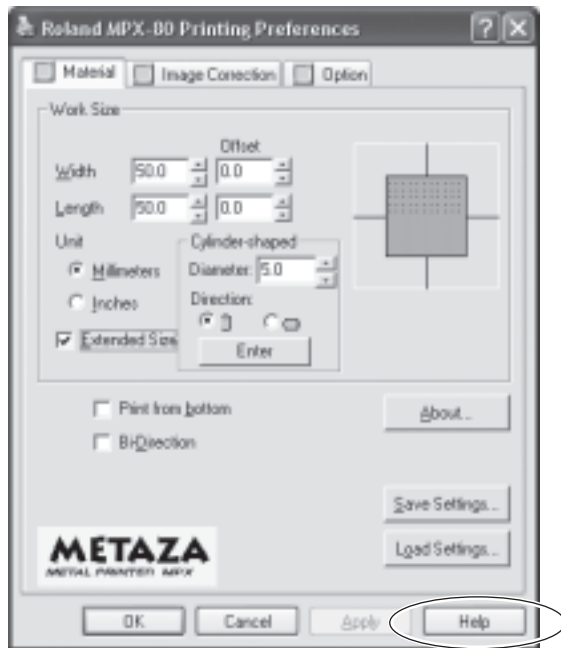 Roland MPX-80 Printing Preferences
Material
Image Correction
Option
Work Size
Offset
Width 50.0 0.0
Length 50.0 0.0
Unit
Millimeters
Inches
Extended Size
Cylinder-shaped
Diameter: 5.0
Direction:
Enter
Print from bottom
Bi-Direction
About...
Save Settings...
Load Settings...
METAZA
METAL PRINTER MPX
OK Cancel Apply Help